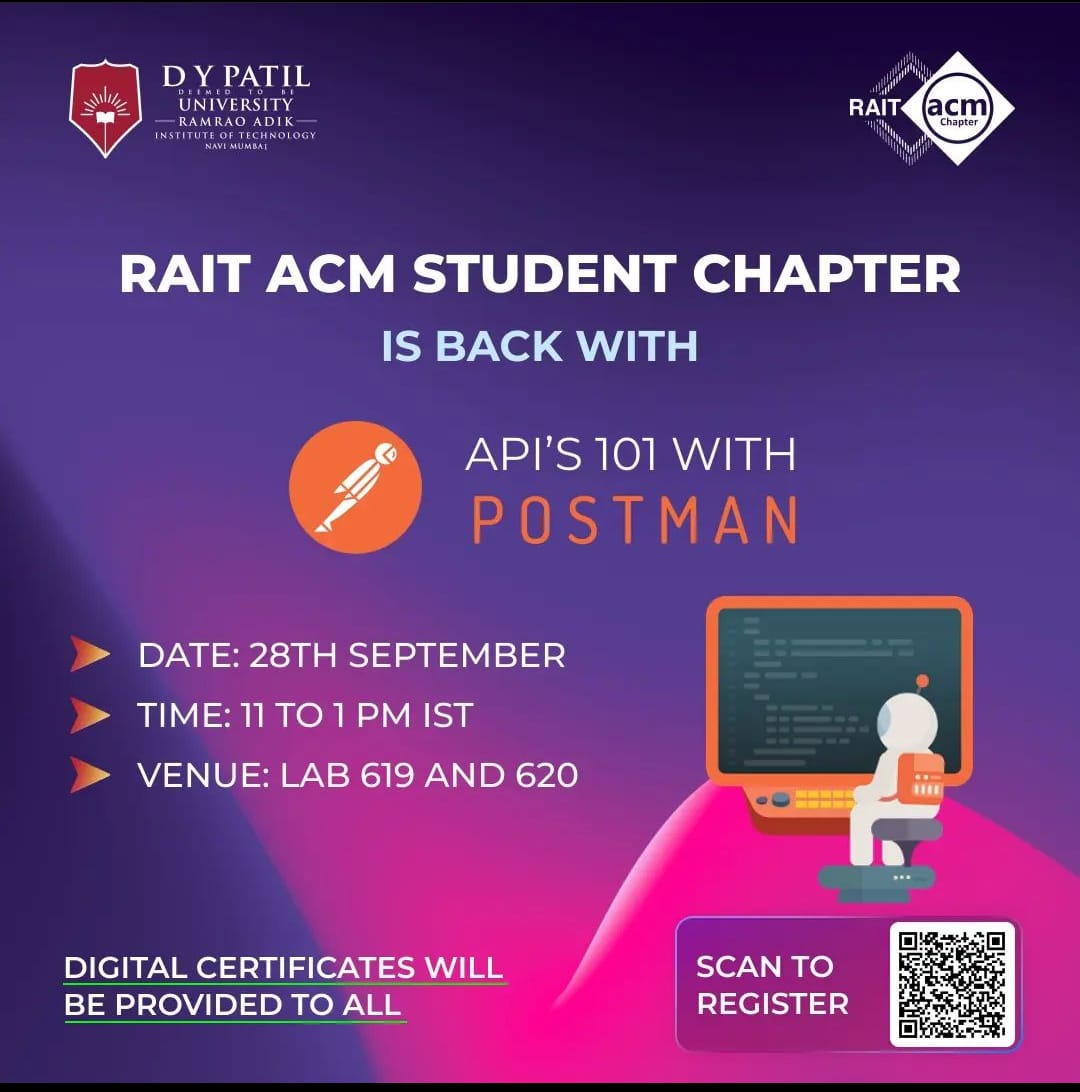 D Y PATIL
DEEMED TO BE
UNIVERSITY
RAMRAO ADIK
INSTITUTE OF TECHNOLOGY
NAVI MUMBAI
RAIT acm
Chapter
RAIT ACM STUDENT CHAPTER
IS BACK WITH
API'S 101 WITH
POSTMAN
DATE: 28TH SEPTEMBER
TIME: 11 TO 1 PM IST
VENUE: LAB 619 AND 620
DIGITAL CERTIFICATES WILL
BE PROVIDED TO ALL
SCAN TO
REGISTER